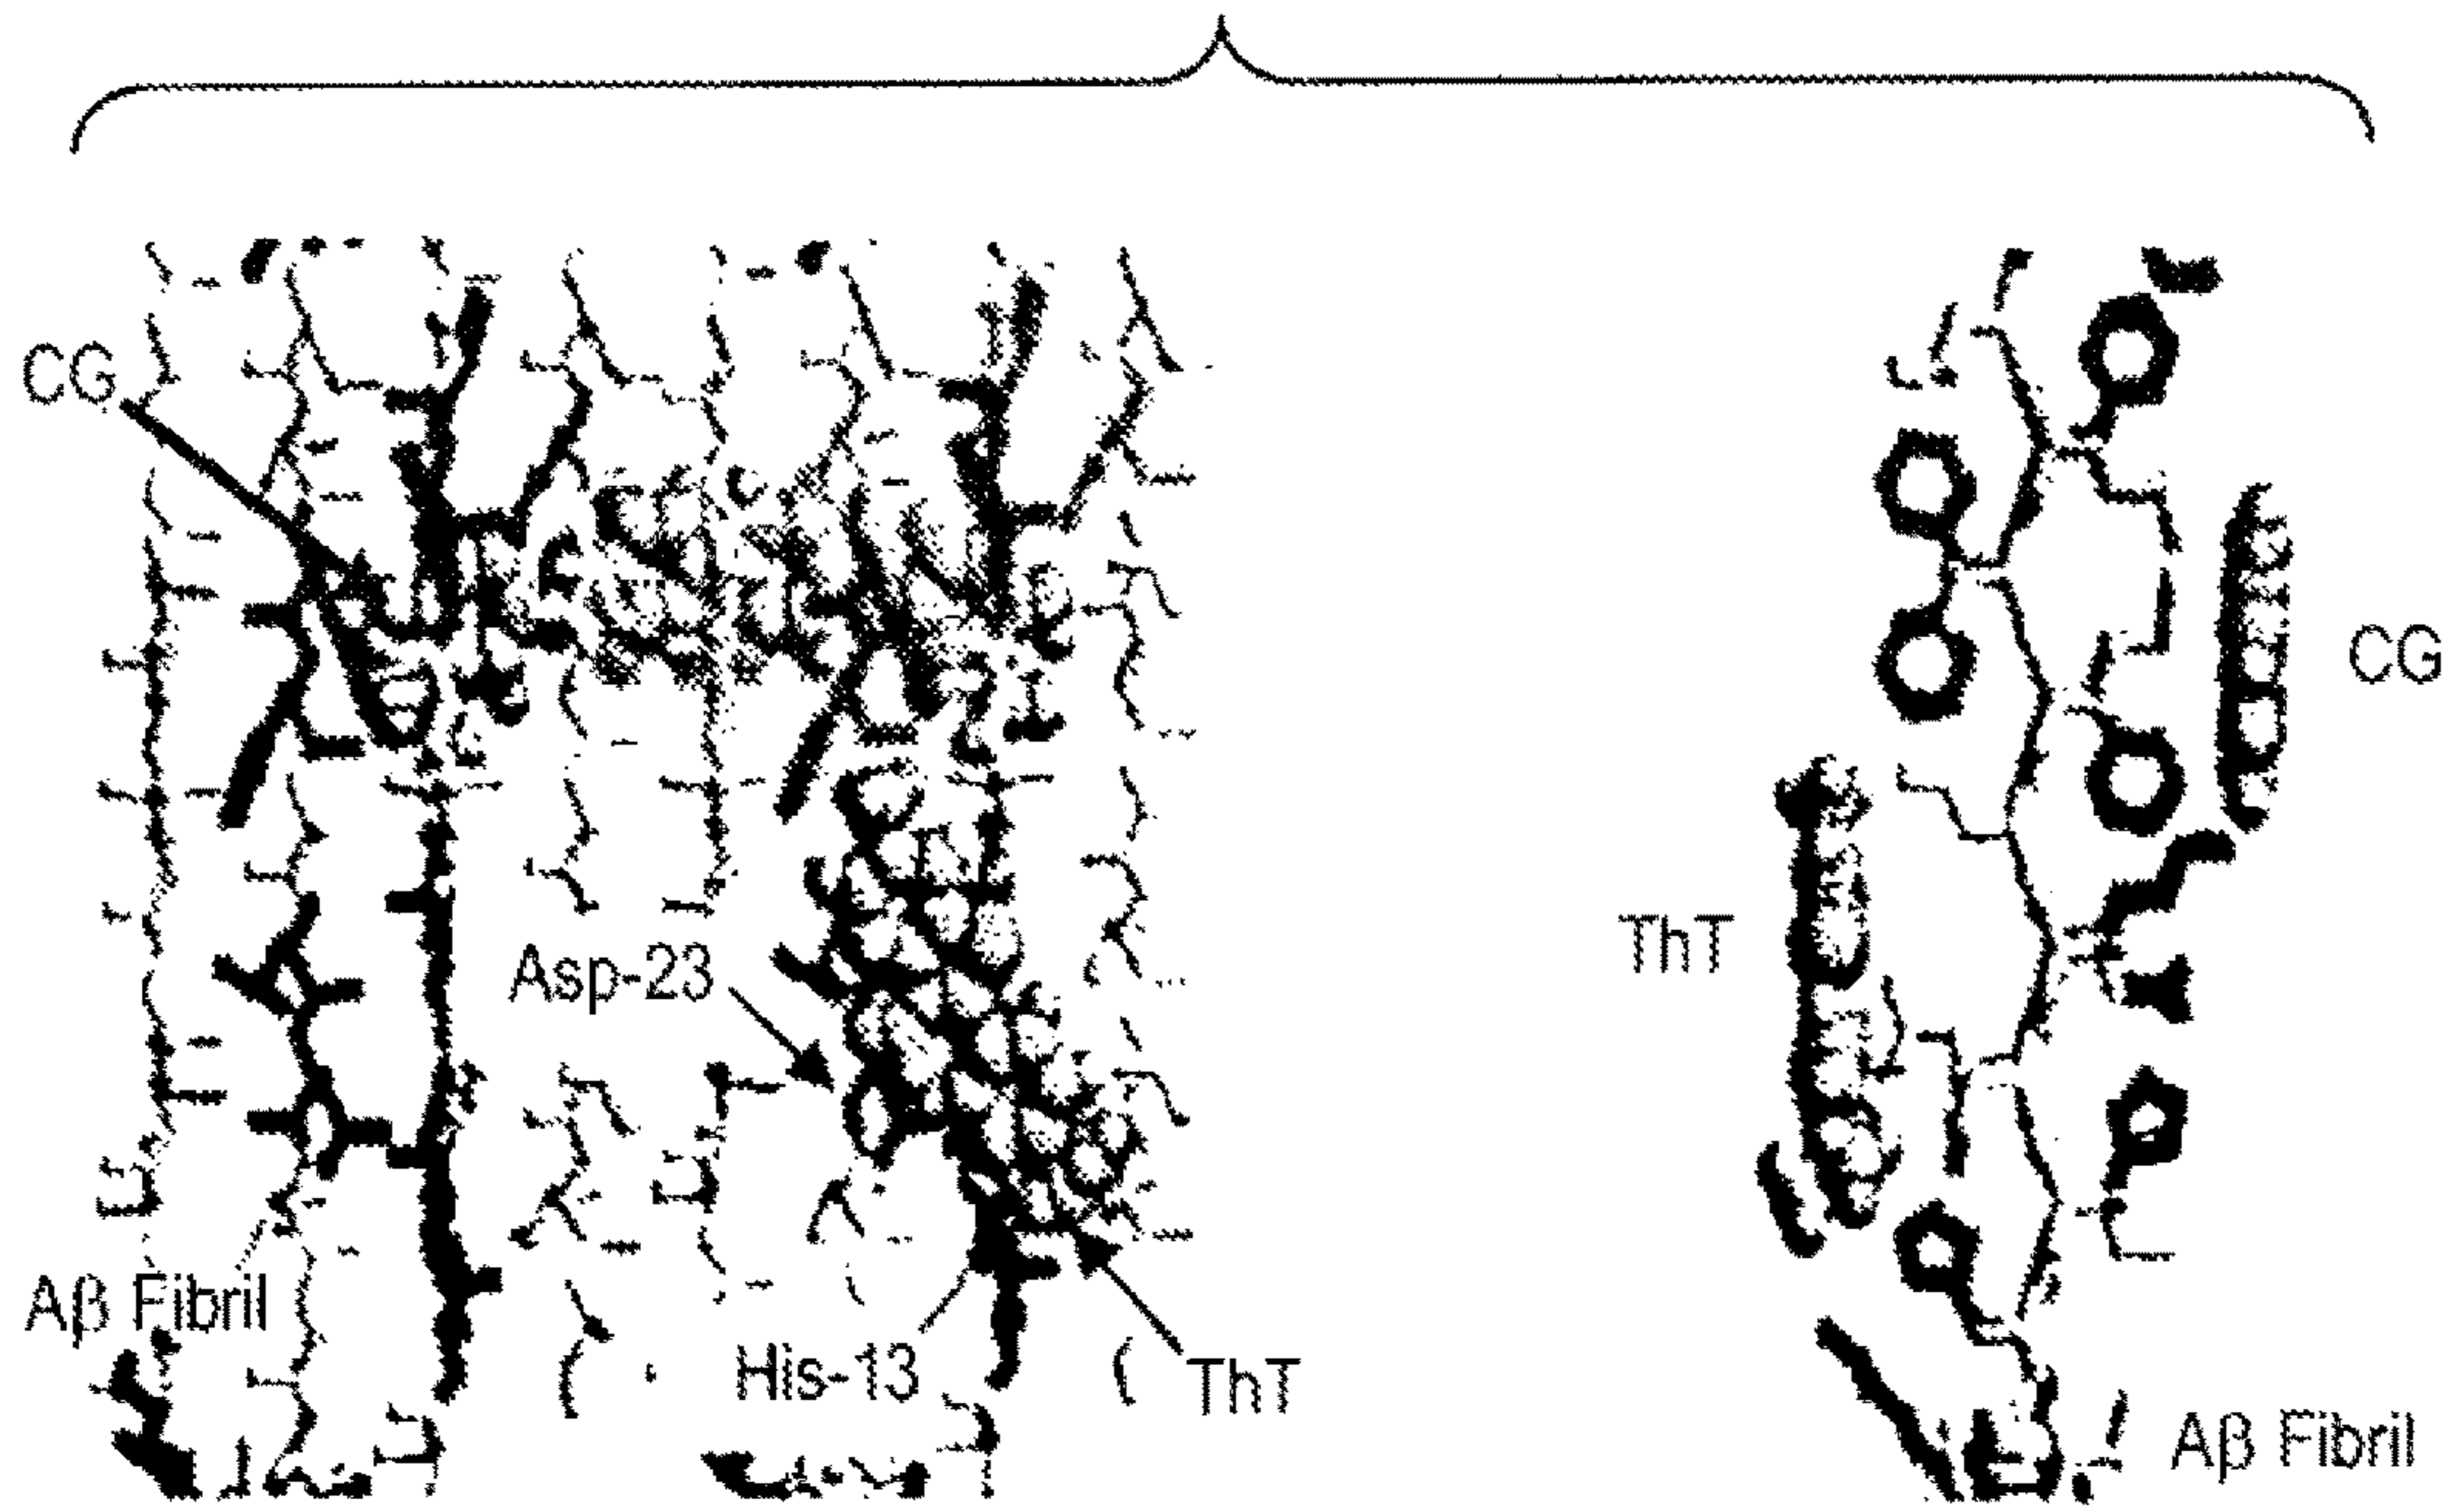 CG
CG
ThT
Asp-23
Aβ Fibril
His-13
ThT
Aβ Fibril